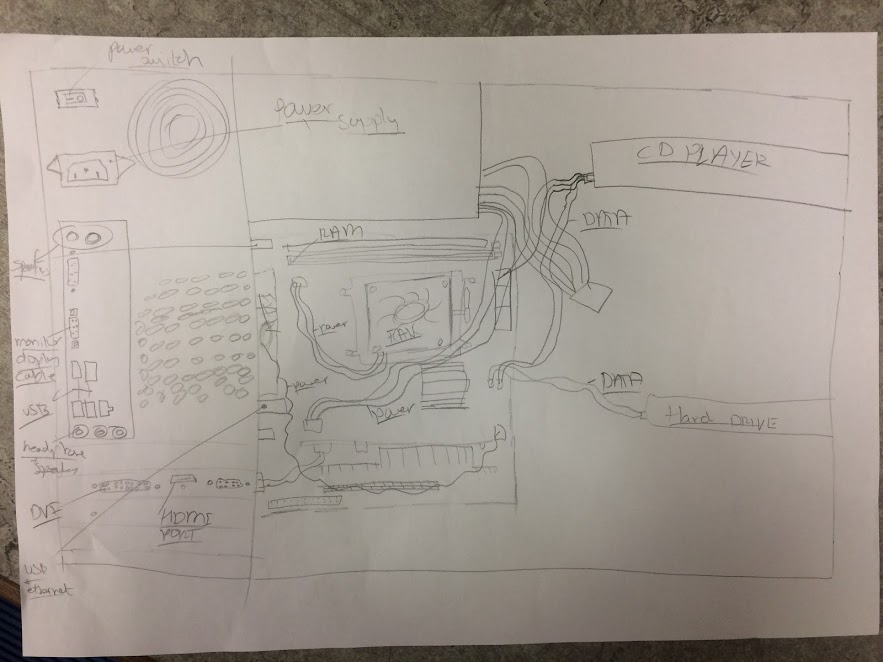 power
switch
power
supply
CD PLAYER
DATA
RAM
monitor
display
cable
power
power
Power
DATA
Hard DRIVE
USB
headphone
DVI
HDMI
PORT
USB
ethernet